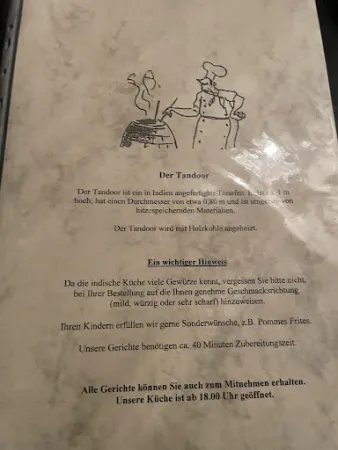 Der Tandoor
Der Tandoor ist ein in Indien angefertigter Tonofen. Er ist ca. 1 m
hoch, hat einen Durchmesser von etwa 0,80 m und ist umgeben von
hitzespeichernden Materialien.
Der Tandoor wird mit Holzkohle angeheizt.
Ein wichtiger Hinweis
Da die indische Küche viele Gewürze kennt, vergessen Sie bitte nicht,
bei Ihrer Bestellung auf die Ihnen genehme Geschmacksrichtung
(mild, würzig oder sehr scharf) hinzuweisen.
Ihren Kindern erfüllen wir gerne Sonderwünsche, z.B. Pommes Frites.
Unsere Gerichte benötigen ca. 40 Minuten Zubereitungszeit.
Alle Gerichte können Sie auch zum Mitnehmen erhalten.
Unsere Küche ist ab 18.00 Uhr geöffnet.